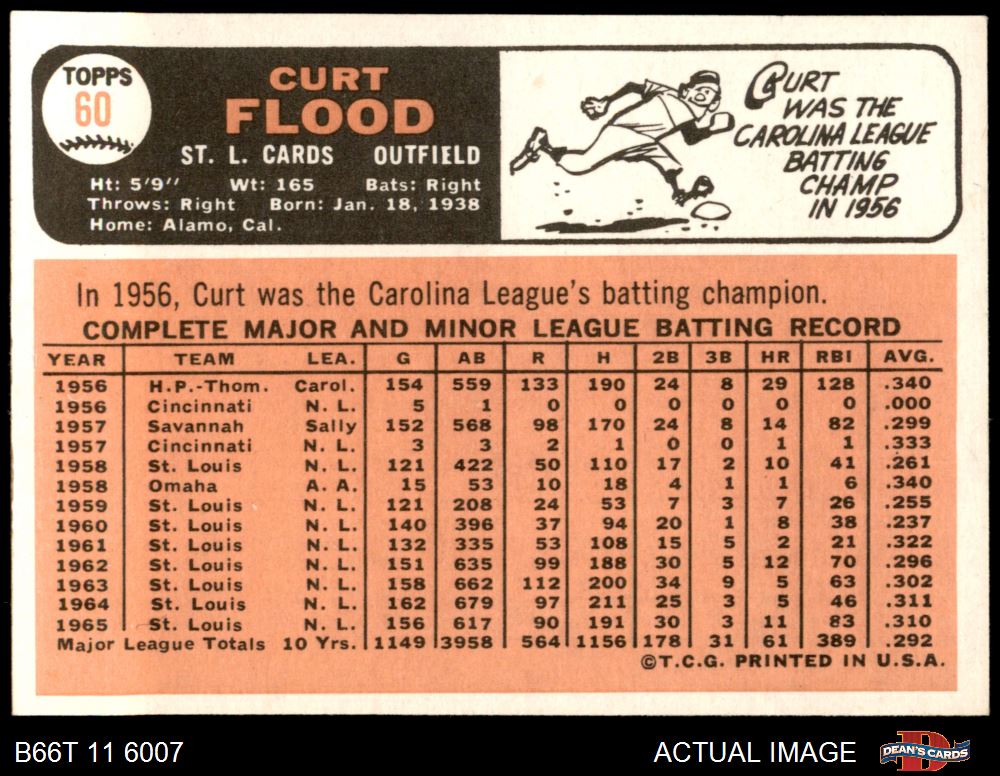 TOPPS
60
CURT
FLOOD
ST. L. CARDS OUTFIELD
Ht: 5'9" Wt: 165 Bats: Right
Throws: Right Born: Jan. 18, 1938
Home: Alamo, Cal.
CURT
WAS THE
CAROLINA LEAGUE
BATTING
CHAMP
IN 1956
In 1956, Curt was the Carolina League's batting champion.
COMPLETE MAJOR AND MINOR LEAGUE BATTING RECORD
YEAR TEAM LEA. G AB R H 2B 3B HR RBI AVG.
1956 H.P.-Thom. Carol. 154 559 133 190 24 8 29 128 .340
1956 Cincinnati N. L. 5 1 0 0 0 0 0 0 .000
1957 Savannah Sally 152 568 98 170 24 8 14 82 .299
1957 Cincinnati N. L. 3 3 2 1 0 0 1 1 .333
1958 St. Louis N. L. 121 422 50 110 17 2 10 41 .261
1958 Omaha A. A. 15 53 10 18 4 1 1 6 .340
1959 St. Louis N. L. 121 208 24 53 7 3 7 26 .255
1960 St. Louis N. L. 140 396 37 94 20 1 8 38 .237
1961 St. Louis N. L. 132 335 53 108 15 5 2 21 .322
1962 St. Louis N. L. 151 635 99 188 30 5 12 70 .296
1963 St. Louis N. L. 158 662 112 200 34 9 5 63 .302
1964 St. Louis N. L. 162 679 97 211 25 3 5 46 .311
1965 St. Louis N. L. 156 617 90 191 30 3 11 83 .310
Major League Totals 10 Yrs. 1149 3958 564 1156 178 31 61 389 .292
©T.C.G. PRINTED IN U.S.A.
B66T 11 6007 ACTUAL IMAGE DEAN'S CARDS